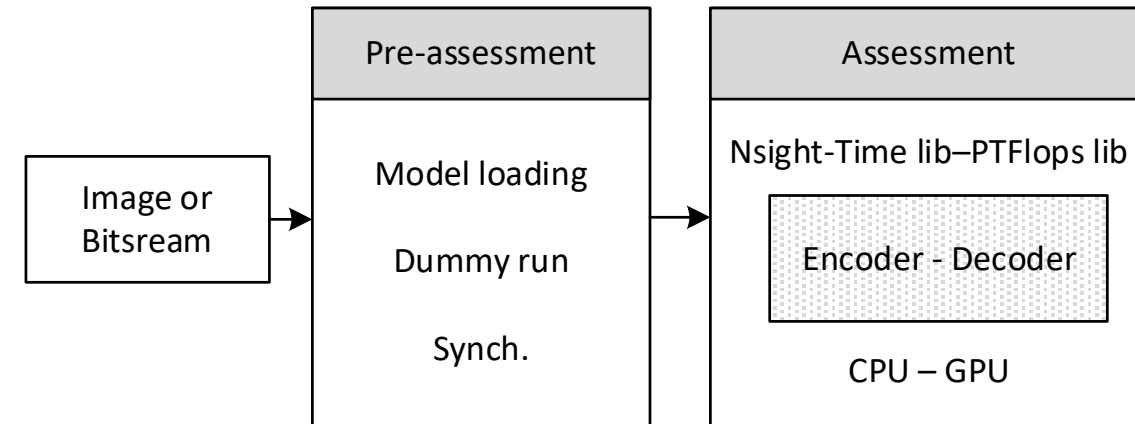 Image or
Bitsream
Pre-assessment
Model loading
Dummy run
Synch.
Assessment
Nsight-Time lib–PTFlops lib
Encoder - Decoder
CPU – GPU